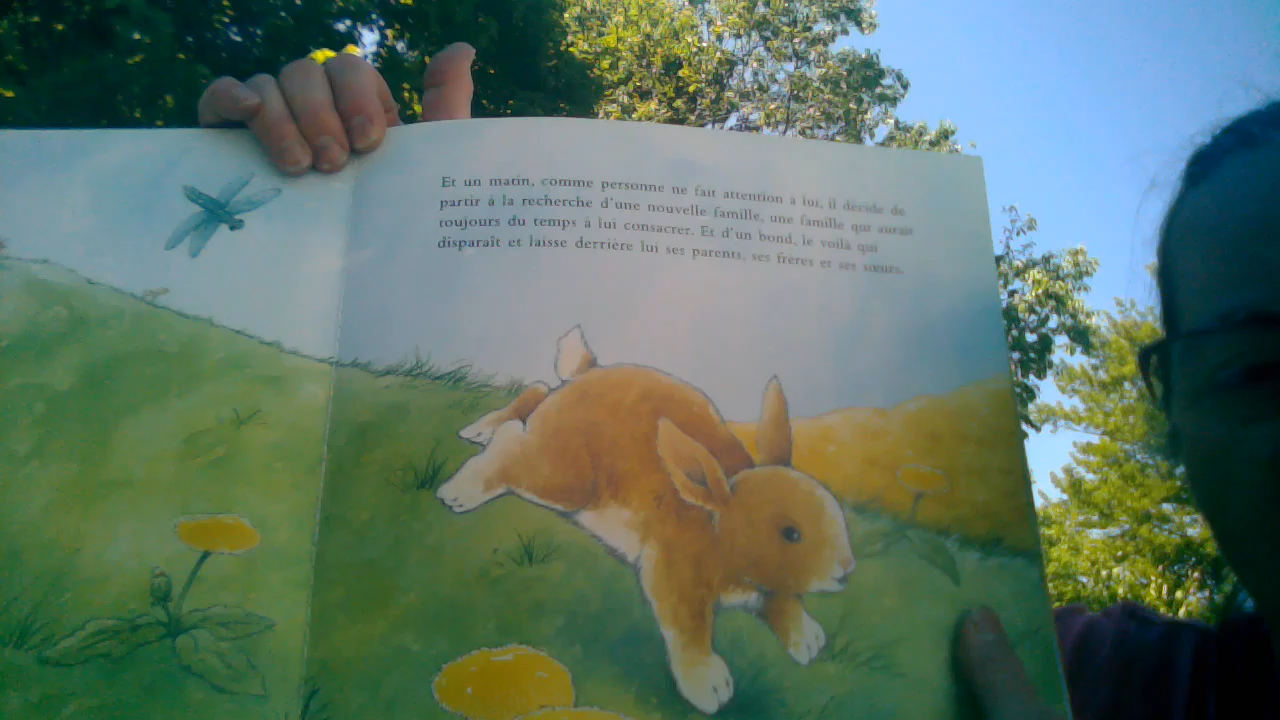 Et un matin, comme personne ne fait attention à lui, il décide de
partir à la recherche d'une nouvelle famille, une famille qui aurait
toujours du temps à lui consacrer. Et d'un bond, le voilà qui
disparaît et laisse derrière lui ses parents, ses frères et ses sœurs.